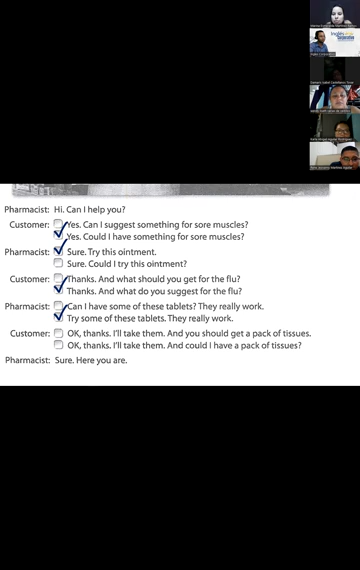 Pharmacist: Hi. Can I help you?
Customer: Yes. Can I suggest something for sore muscles?
Yes. Could I have something for sore muscles?
Pharmacist: Sure. Try this ointment.
Sure. Could I try this ointment?
Customer: Thanks. And what should you get for the flu?
Thanks. And what do you suggest for the flu?
Pharmacist: Can I have some of these tablets? They really work.
Try some of these tablets. They really work.
Customer: OK, thanks. I'll take them. And you should get a pack of tissues.
OK, thanks. I'll take them. And could I have a pack of tissues?
Pharmacist: Sure. Here you are.